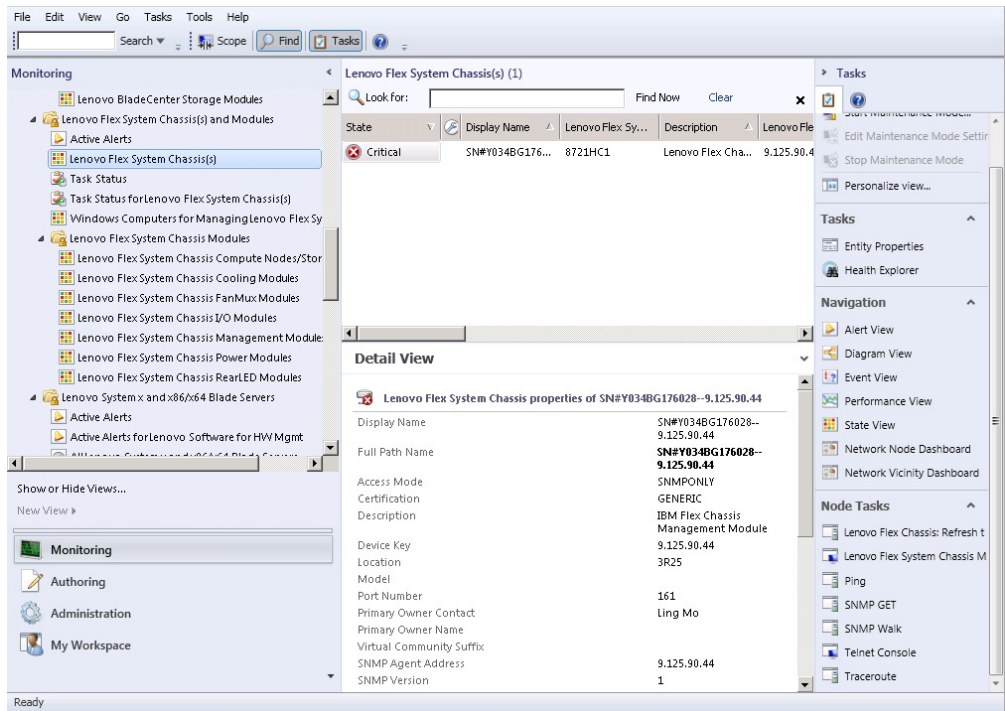 File Edit View Go Tasks Tools Help
Search Scope Find Tasks
Monitoring
Lenovo BladeCenter Storage Modules
Lenovo Flex System Chassis(s) and Modules
Active Alerts
Lenovo Flex System Chassis(s)
Task Status
Task Status forLenovo Flex System Chassis(s)
Windows Computers for ManagingLenovo Flex Sy
Lenovo Flex System Chassis Modules
Lenovo Flex System Chassis Compute Nodes/Stor
Lenovo Flex System Chassis Cooling Modules
Lenovo Flex System Chassis FanMux Modules
Lenovo Flex System Chassis I/O Modules
Lenovo Flex System Chassis Management Module:
Lenovo Flex System Chassis Power Modules
Lenovo Flex System Chassis RearLED Modules
Lenovo System x and x86/x64 Blade Servers
Active Alerts
Active Alerts forLenovo Software for HW Mgmt
Show or Hide Views...
New View
Monitoring
Authoring
Administration
My Workspace
Lenovo Flex System Chassis(s) (1)
Look for: Find Now Clear
State Display Name Lenovo Flex Sy... Description Lenovo Fle
Critical SN#Y034BG176... 8721HC1 Lenovo Flex Cha... 9.125.90.4
Detail View
Lenovo Flex System Chassis properties of SN#Y034BG176028--9.125.90.44
Display Name SN#Y034BG176028--
9.125.90.44
Full Path Name SN#Y034BG176028--
9.125.90.44
Access Mode SNMPONLY
Certification GENERIC
Description IBM Flex Chassis
Management Module
Device Key 9.125.90.44
Location 3R25
Model
Port Number 161
Primary Owner Contact Ling Mo
Primary Owner Name
Virtual Community Suffix
SNMP Agent Address 9.125.90.44
SNMP Version 1
Tasks
Start Maintenance Mode...
Edit Maintenance Mode Settir
Stop Maintenance Mode
Personalize view...
Tasks
Entity Properties
Health Explorer
Navigation
Alert View
Diagram View
Event View
Performance View
State View
Network Node Dashboard
Network Vicinity Dashboard
Node Tasks
Lenovo Flex Chassis: Refresh t
Lenovo Flex System Chassis M
Ping
SNMP GET
SNMP Walk
Telnet Console
Traceroute
Ready